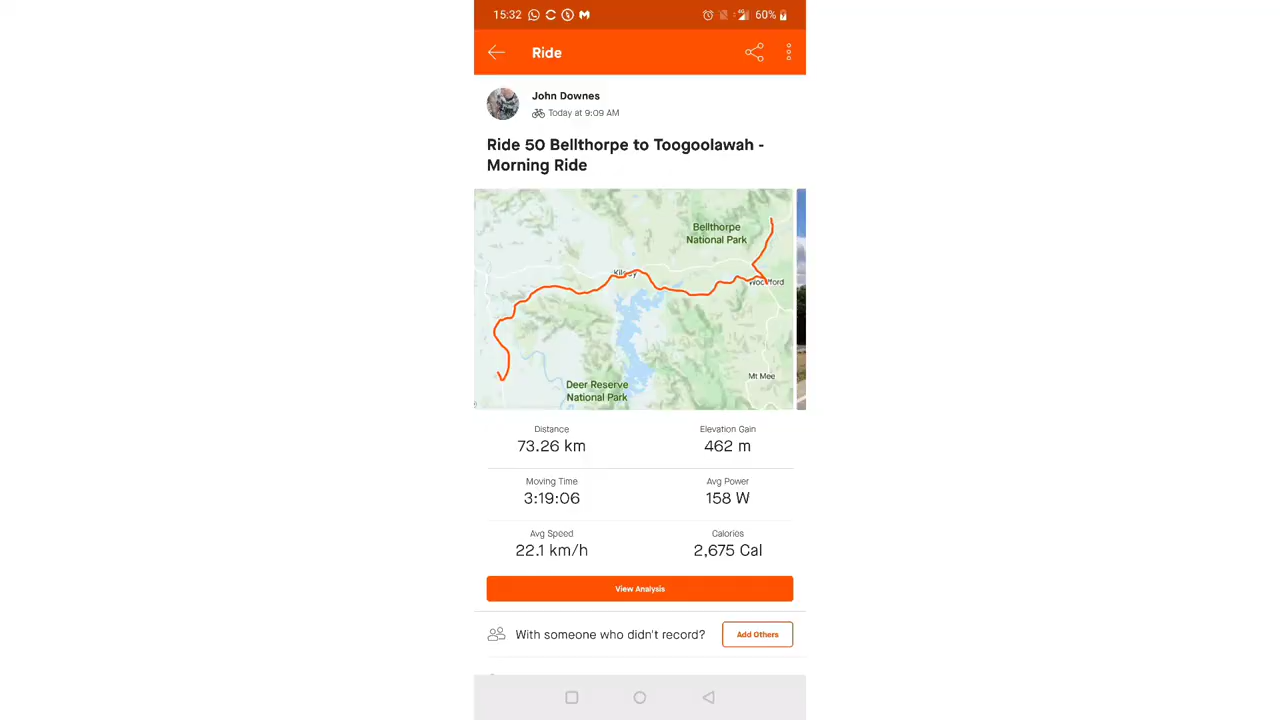 15:32
4G
60%
Ride
John Downes
Today at 9:09 AM
Ride 50 Bellthorpe to Toogoolawah -
Morning Ride
Bellthorpe
National Park
Mt Mee
Deer Reserve
National Park
Distance
73.26 km
Elevation Gain
462 m
Moving Time
3:19:06
Avg Power
158 W
Avg Speed
22.1 km/h
Calories
2,675 Cal
View Analysis
With someone who didn't record?
Add Others